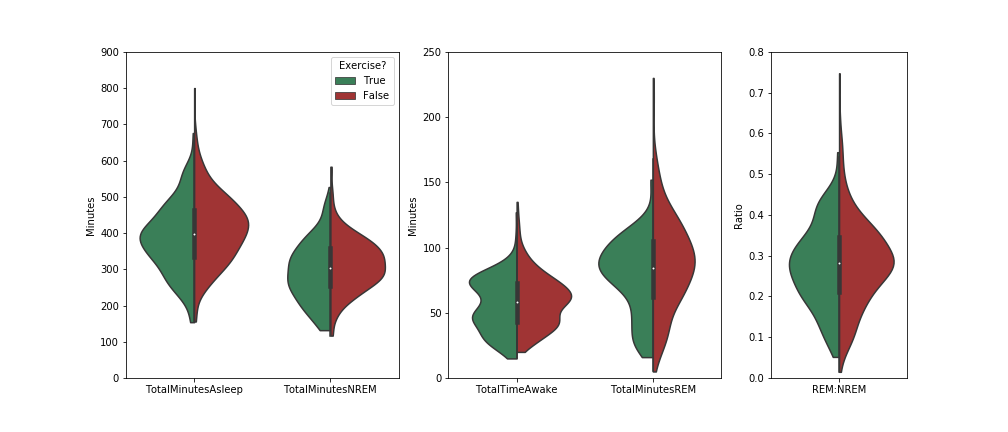 900
800
700
600
500
400
300
200
100
0
Minutes
Exercise?
True
False
TotalMinutesAsleep
TotalMinutesNREM
250
200
150
100
50
0
Minutes
TotalTimeAwake
TotalMinutesREM
0.8
0.7
0.6
0.5
0.4
0.3
0.2
0.1
0.0
Ratio
REM:NREM